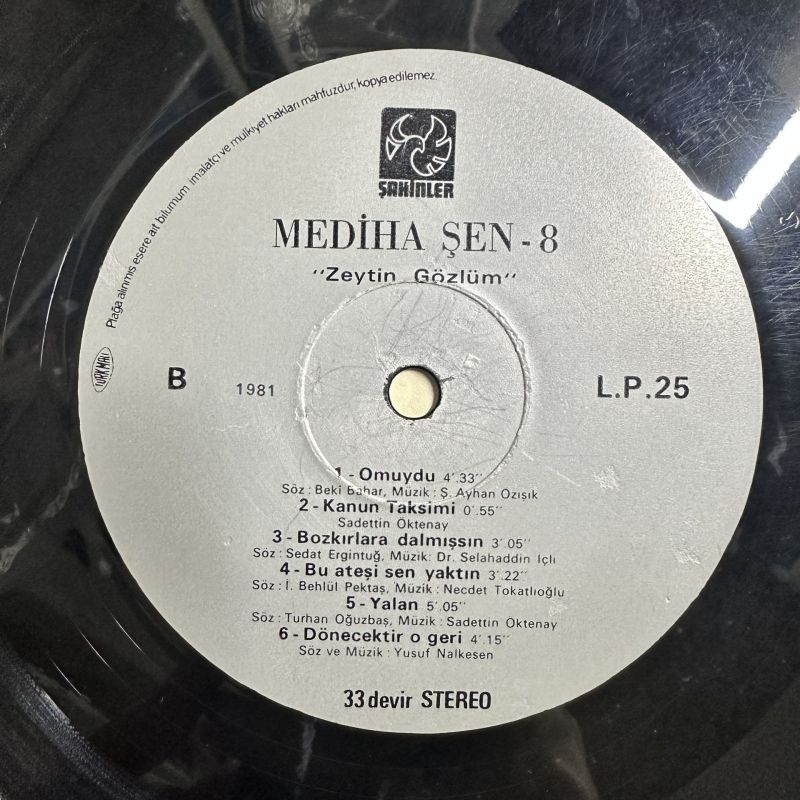 Plağa alınmış esere ait bilumum imalatçı ve mülkiyet hakları mahfuzdur, kopya edilemez.
ŞAHİNLER
MEDİHA ŞEN - 8
"Zeytin Gözlüm"
TÜRK MALI
B 1981 L.P.25
1 - Omuydu 4'.33"
Söz : Beki Bahar, Müzik : Ş. Ayhan Özışık
2 - Kanun Taksimi 0'.55"
Sadettin Öktenay
3 - Bozkırlara dalmışsın 3'.05"
Söz : Sedat Ergintuğ, Müzik: Dr. Selahaddin İçli
4 - Bu ateşi sen yaktın 3'.22"
Söz : İ. Behlül Pektaş, Müzik : Necdet Tokatlıoğlu
5 - Yalan 5'.05"
Söz : Turhan Oğuzbaş, Müzik : Sadettin Öktenay
6 - Dönecektir o geri 4'.15"
Söz ve Müzik : Yusuf Nalkesen
33 devir STEREO